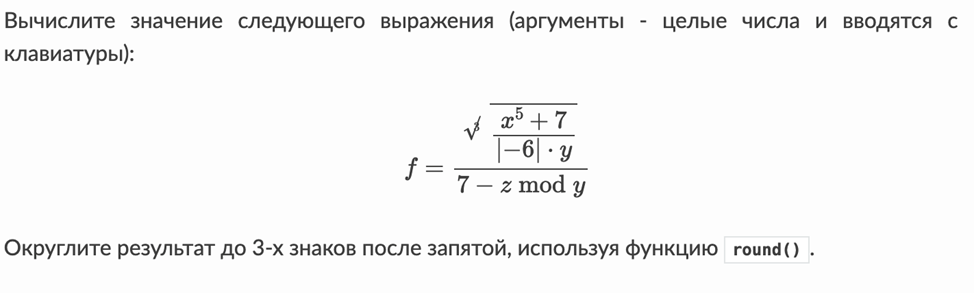 Вычислите значение следующего выражения (аргументы - целые числа и вводятся с
клавиатуры):
f = \frac{\sqrt[3]{\frac{x^5 + 7}{|-6| \cdot y}}}{7 - z \bmod y}
Округлите результат до 3-х знаков после запятой, используя функцию round() .